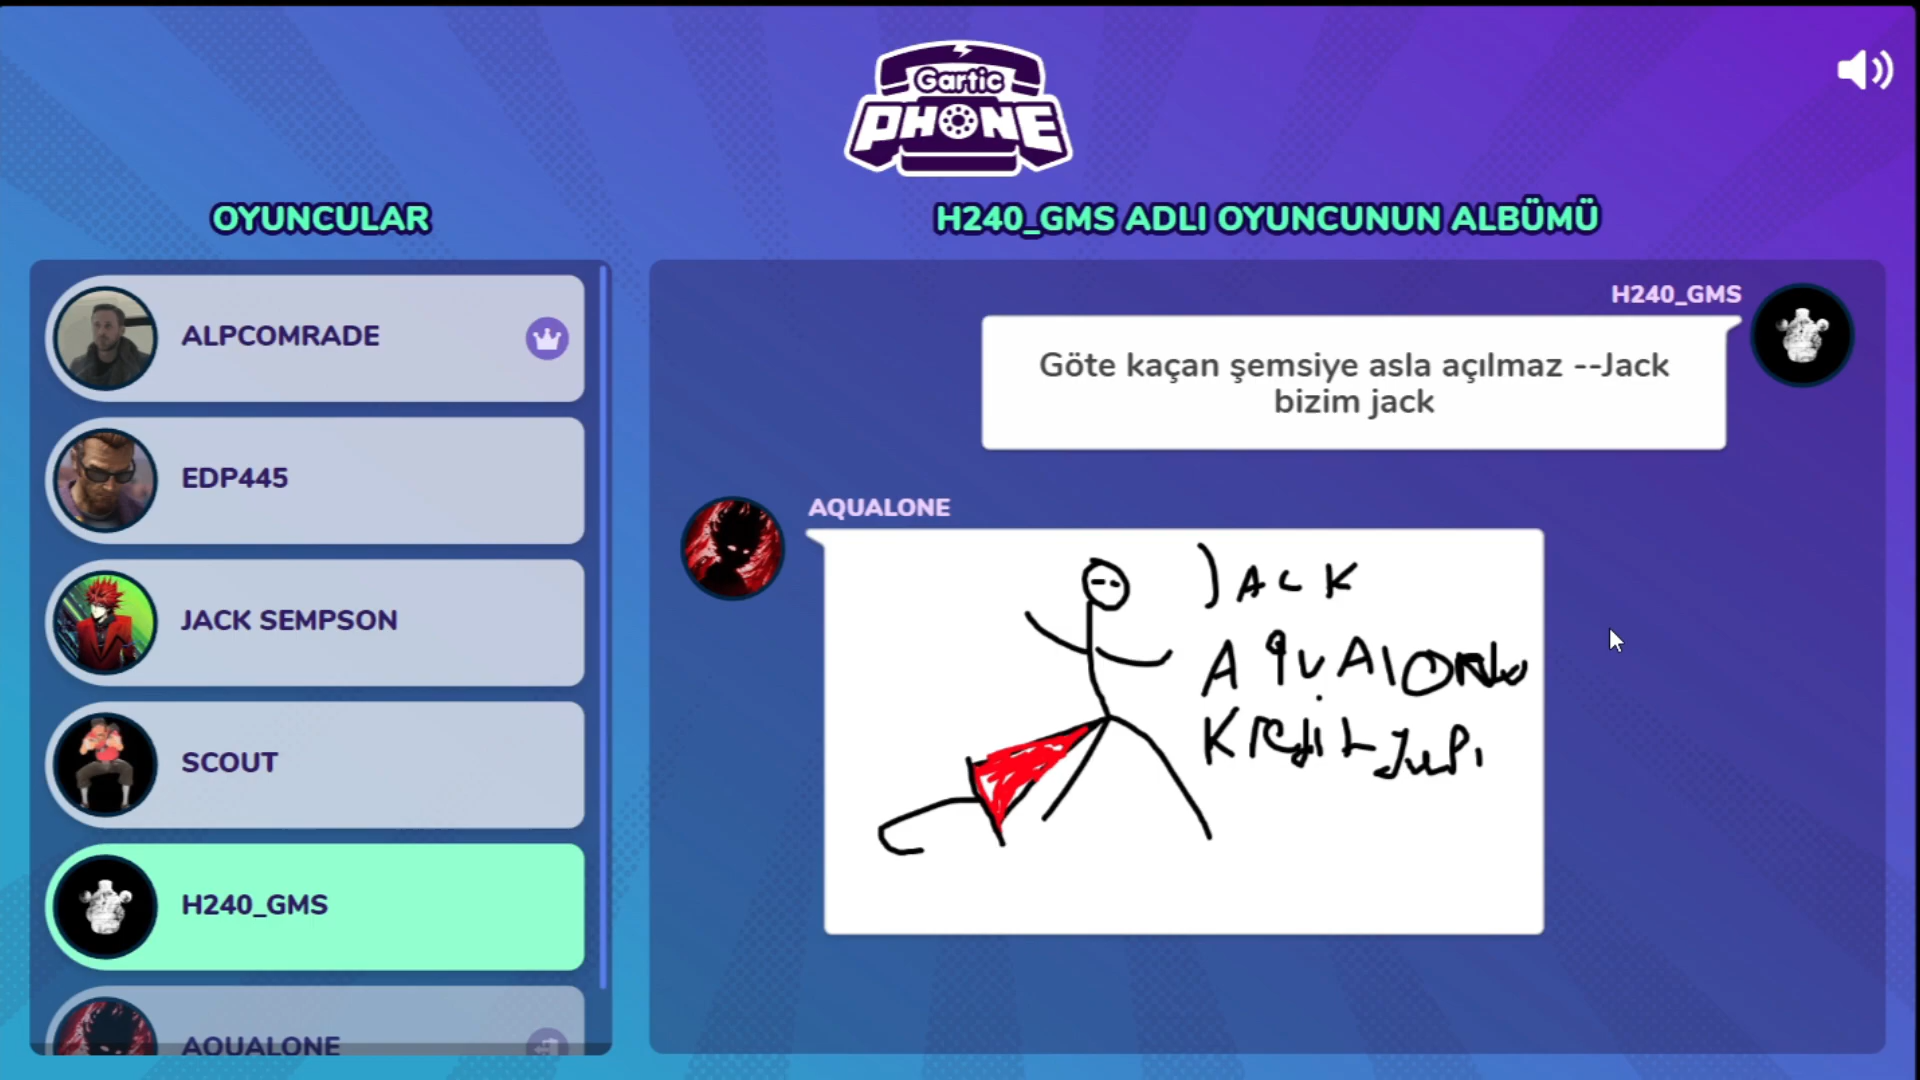 Gartic
PHONE
OYUNCULAR
ALPCOMRADE
EDP445
JACK SEMPSON
SCOUT
H240_GMS
AQUALONE
H240_GMS ADLI OYUNCUNUN ALBÜMÜ
H240_GMS
Göte kaçan şemsiye asla açılmaz --Jack
bizim jack
AQUALONE
JACK